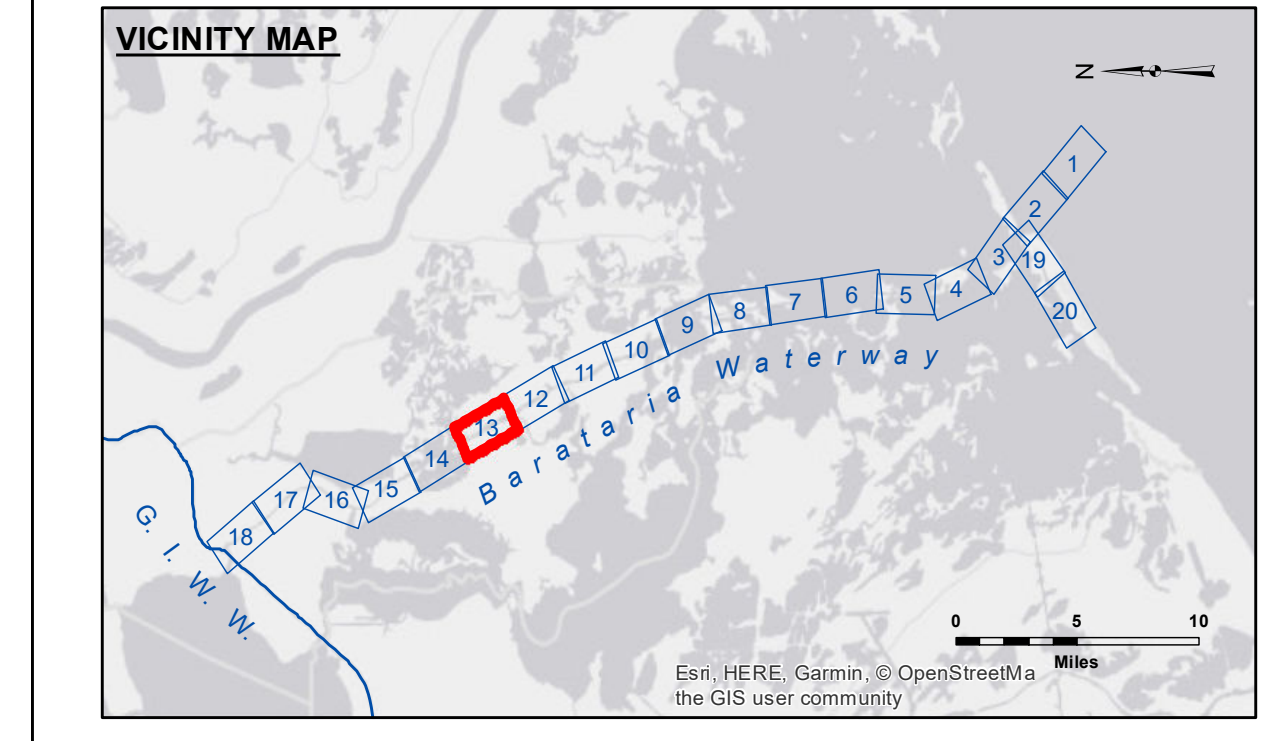 VICINITY MAP
N
1
2
3
19
20
4
5
6
7
8
9
10
11
12
13
14
15
16
17
18
Barataria Waterway
G. I. W. W.
0 5 10
Miles
Esri, HERE, Garmin, © OpenStreetMa
the GIS user community